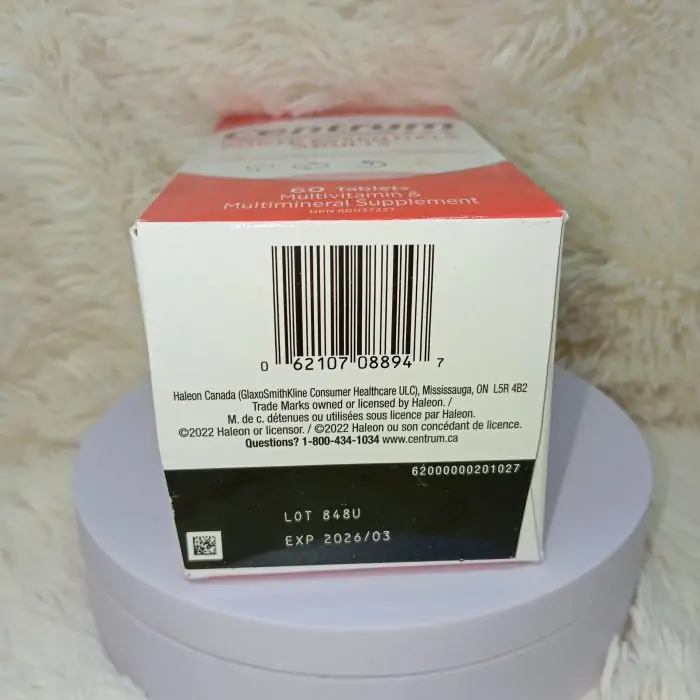 Centrum
60 Tablets
Multivitamin &
Multimineral Supplement
NPN 80037227
0 62107 08894 7
Haleon Canada (GlaxoSmithKline Consumer Healthcare ULC), Mississauga, ON L5R 4B2
Trade Marks owned or licensed by Haleon. /
M. de c. détenues ou utilisées sous licence par Haleon.
©2022 Haleon or licensor. / ©2022 Haleon ou son concédant de licence.
Questions? 1-800-434-1034 www.centrum.ca
62000000201027
LOT 848U
EXP 2026/03